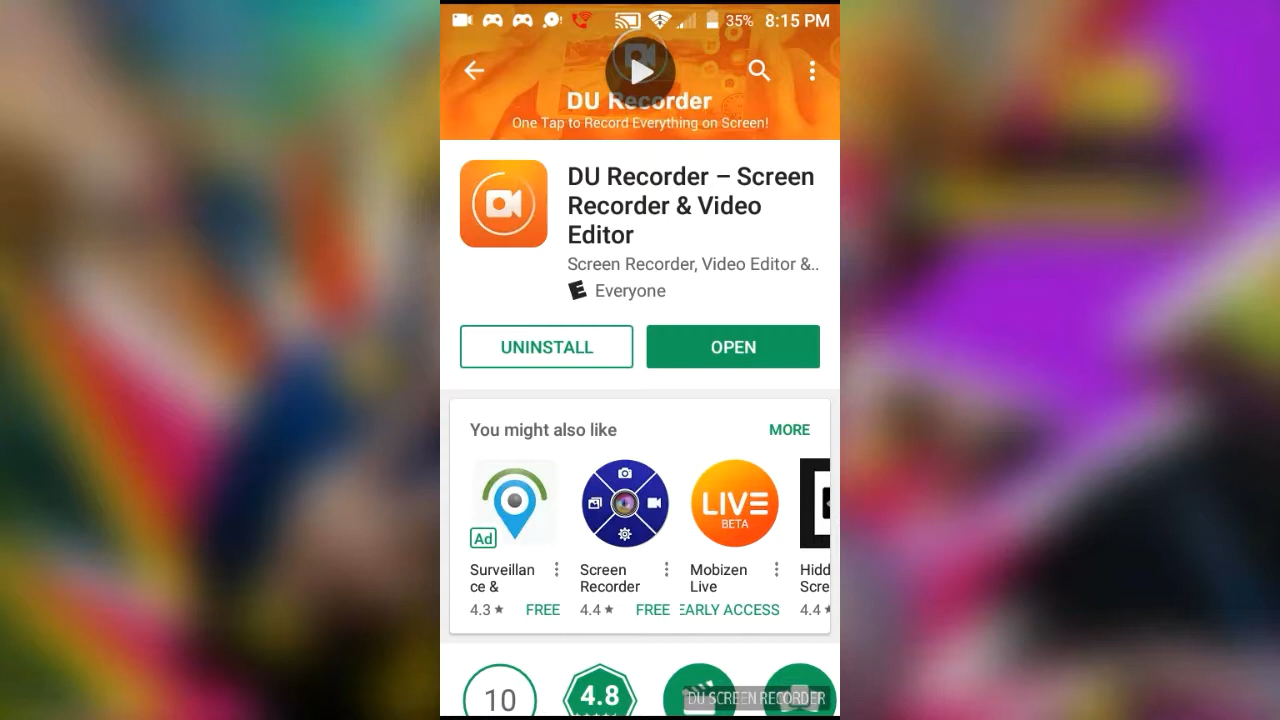 35% 8:15 PM
DU Recorder
One Tap to Record Everything on Screen!
DU Recorder – Screen
Recorder & Video
Editor
Screen Recorder, Video Editor &..
E Everyone
UNINSTALL OPEN
You might also like MORE
LIVE
BETA
Ad
Surveillan
ce &
4.3 ★ FREE
Screen
Recorder
4.4 ★ FREE
Mobizen
Live
EARLY ACCESS
Hidd
Scre
4.4 ★
10
4.8
DU SCREEN RECORDER